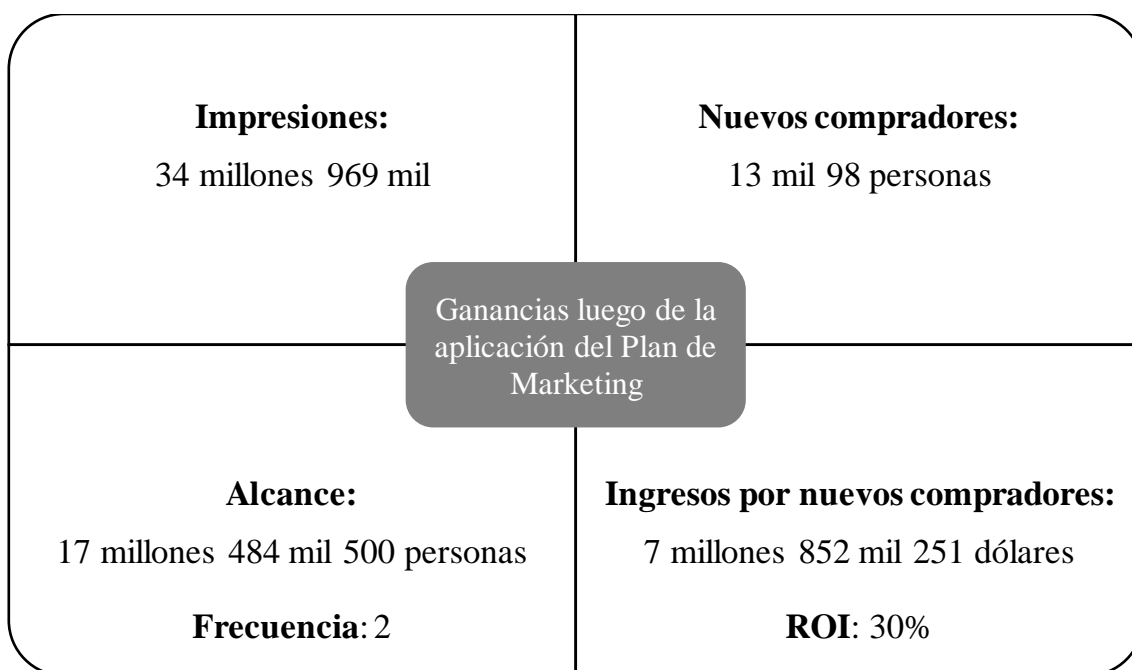 Impresiones:
34 millones 969 mil
Nuevos compradores:
13 mil 98 personas
Ganancias luego de la
aplicación del Plan de
Marketing
Alcance:
17 millones 484 mil 500 personas
Frecuencia: 2
Ingresos por nuevos compradores:
7 millones 852 mil 251 dólares
ROI: 30%